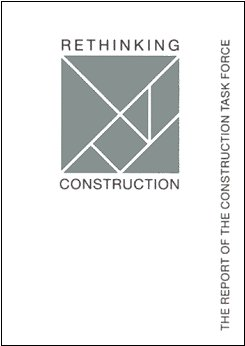 RETHINKING
CONSTRUCTION
THE REPORT OF THE CONSTRUCTION TASK FORCE